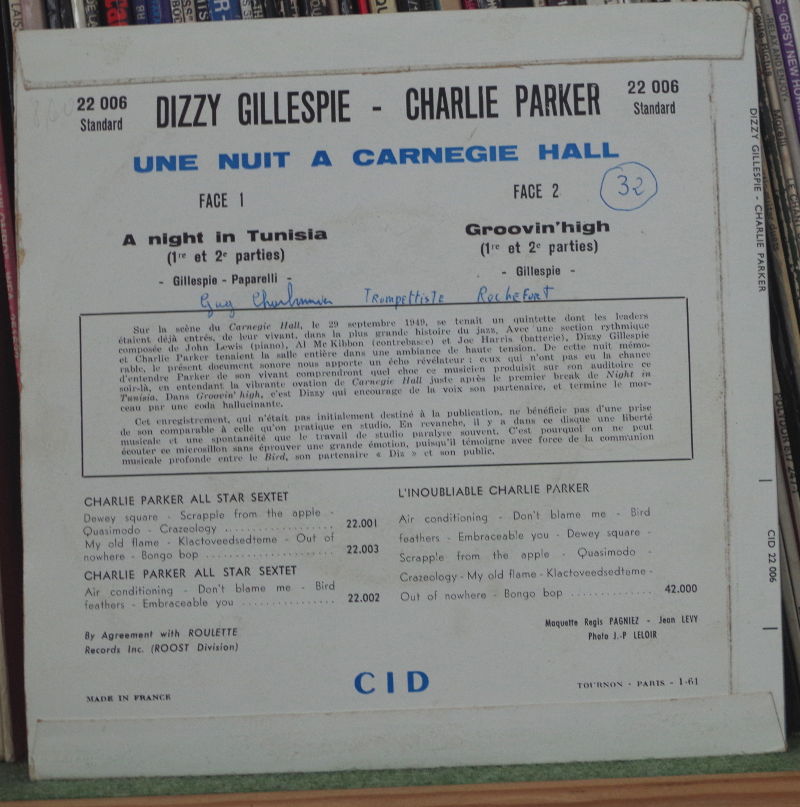 22 006
Standard
DIZZY GILLESPIE - CHARLIE PARKER
22 006
Standard
UNE NUIT A CARNEGIE HALL
FACE 1
A night in Tunisia
(1re et 2e parties)
- Gillespie - Paparelli -
FACE 2
32
Groovin'high
(1re et 2e parties)
- Gillespie -
Guy Trompettiste Rochefort
Sur la scène du Carnegie Hall, le 29 septembre 1949, se tenait un quintette dont les leaders
étaient déjà entrés, de leur vivant, dans la plus grande histoire du jazz. Avec une section rythmique
composée de John Lewis (piano), Al Mc Kibbon (contrebasse) et Joe Harris (batterie), Dizzy Gillespie
et Charlie Parker tenaient la salle entière dans une ambiance de haute tension. De cette nuit mémo-
rable, le présent document sonore nous apporte un écho révélateur : ceux qui n'ont pas eu la chance
d'entendre Parker de son vivant comprendront quel choc ce musicien produisit sur son auditoire ce
soir-là, en entendant la vibrante ovation de Carnegie Hall juste après le premier break de Night in
Tunisia. Dans Groovin' high, c'est Dizzy qui encourage de la voix son partenaire, et termine le mor-
ceau par une coda hallucinante.
Cet enregistrement, qui n'était pas initialement destiné à la publication, ne bénéficie pas d'une prise
de son comparable à celle qu'on pratique en studio. En revanche, il y a dans ce disque une liberté
musicale et une spontanéité que le travail de studio paralyse souvent. C'est pourquoi on ne peut
écouter ce microsillon sans éprouver une grande émotion, puisqu'il témoigne avec force de la communion
musicale profonde entre le Bird, son partenaire « Diz » et son public.
CHARLIE PARKER ALL STAR SEXTET
Dewey square - Scrapple from the apple -
Quasimodo - Crazeology .................. 22.001
My old flame - Klactoveedsedtome - Out of
nowhere - Bongo bop .................. 22.003
CHARLIE PARKER ALL STAR SEXTET
Air conditioning - Don't blame me - Bird
feathers - Embraceable you .............. 22.002
L'INOUBLIABLE CHARLIE PARKER
Air conditioning - Don't blame me - Bird
feathers - Embraceable you - Dewey square -
Scrapple from the apple - Quasimodo -
Crazeology - My old flame - Klactoveedsedtome -
Out of nowhere - Bongo bop ............ 42.000
By Agreement with ROULETTE
Records Inc. (ROOST Division)
Maquette Regis PAGNIEZ - Jean LEVY
Photo J.-P LELOIR
MADE IN FRANCE
CID
TOURNON - PARIS - 1-61
DIZZY GILLESPIE - CHARLIE PARKER
CID 22 006